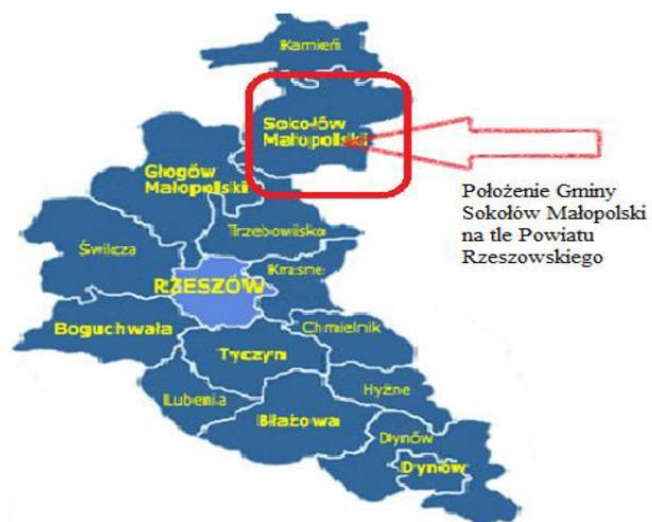 Kamień
Sokołów
Małopolski
Głogów
Małopolski
Trzebowisko
Świlcza
Krasne
RZESZÓW
Boguchwała
Chmielnik
Tyczyn
Lubenia
Hyżne
Błażowa
Dynów
Dynów
Położenie Gminy
Sokołów Małopolski
na tle Powiatu
Rzeszowskiego